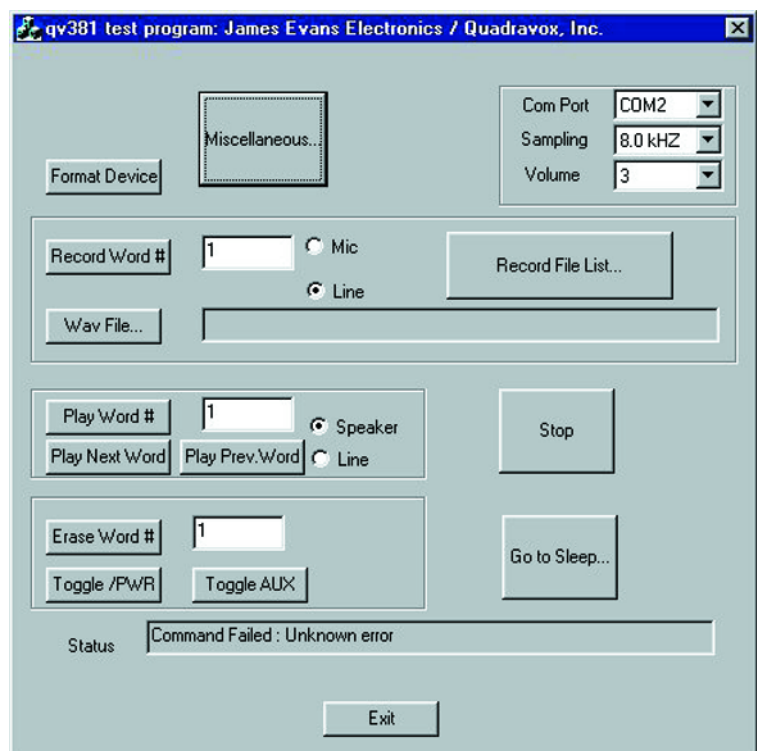 qv381 test program: James Evans Electronics / Quadravox, Inc.
Miscellaneous...
Format Device
Com Port COM2
Sampling 8.0 kHZ
Volume 3
Record Word # 1 Mic
Line
Record File List...
Wav File...
Play Word # 1 Speaker
Play Next Word Play Prev.Word Line
Stop
Erase Word # 1
Toggle /PWR Toggle AUX
Go to Sleep...
Status Command Failed : Unknown error
Exit